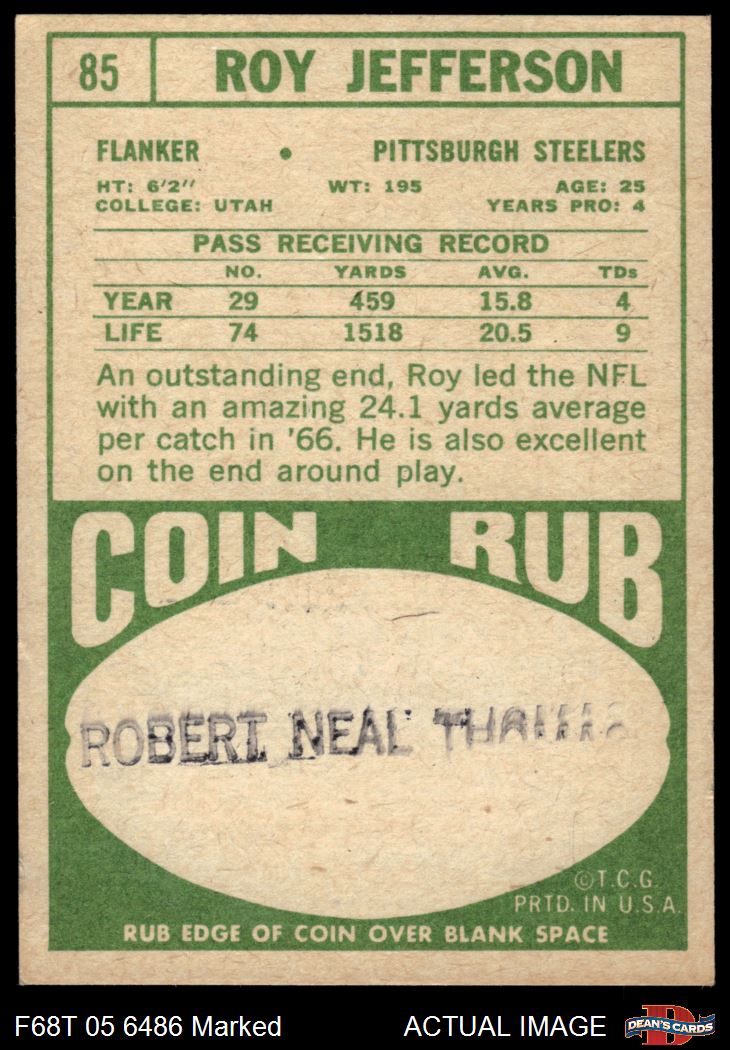 85 ROY JEFFERSON
FLANKER • PITTSBURGH STEELERS
HT: 6'2" WT: 195 AGE: 25
COLLEGE: UTAH YEARS PRO: 4
PASS RECEIVING RECORD
NO. YARDS AVG. TDs
YEAR 29 459 15.8 4
LIFE 74 1518 20.5 9
An outstanding end, Roy led the NFL
with an amazing 24.1 yards average
per catch in '66. He is also excellent
on the end around play.
COIN RUB
ROBERT NEAL
©T.C.G.
PRTD. IN U.S.A.
RUB EDGE OF COIN OVER BLANK SPACE
F68T 05 6486 Marked ACTUAL IMAGE
D
DEAN'S CARDS